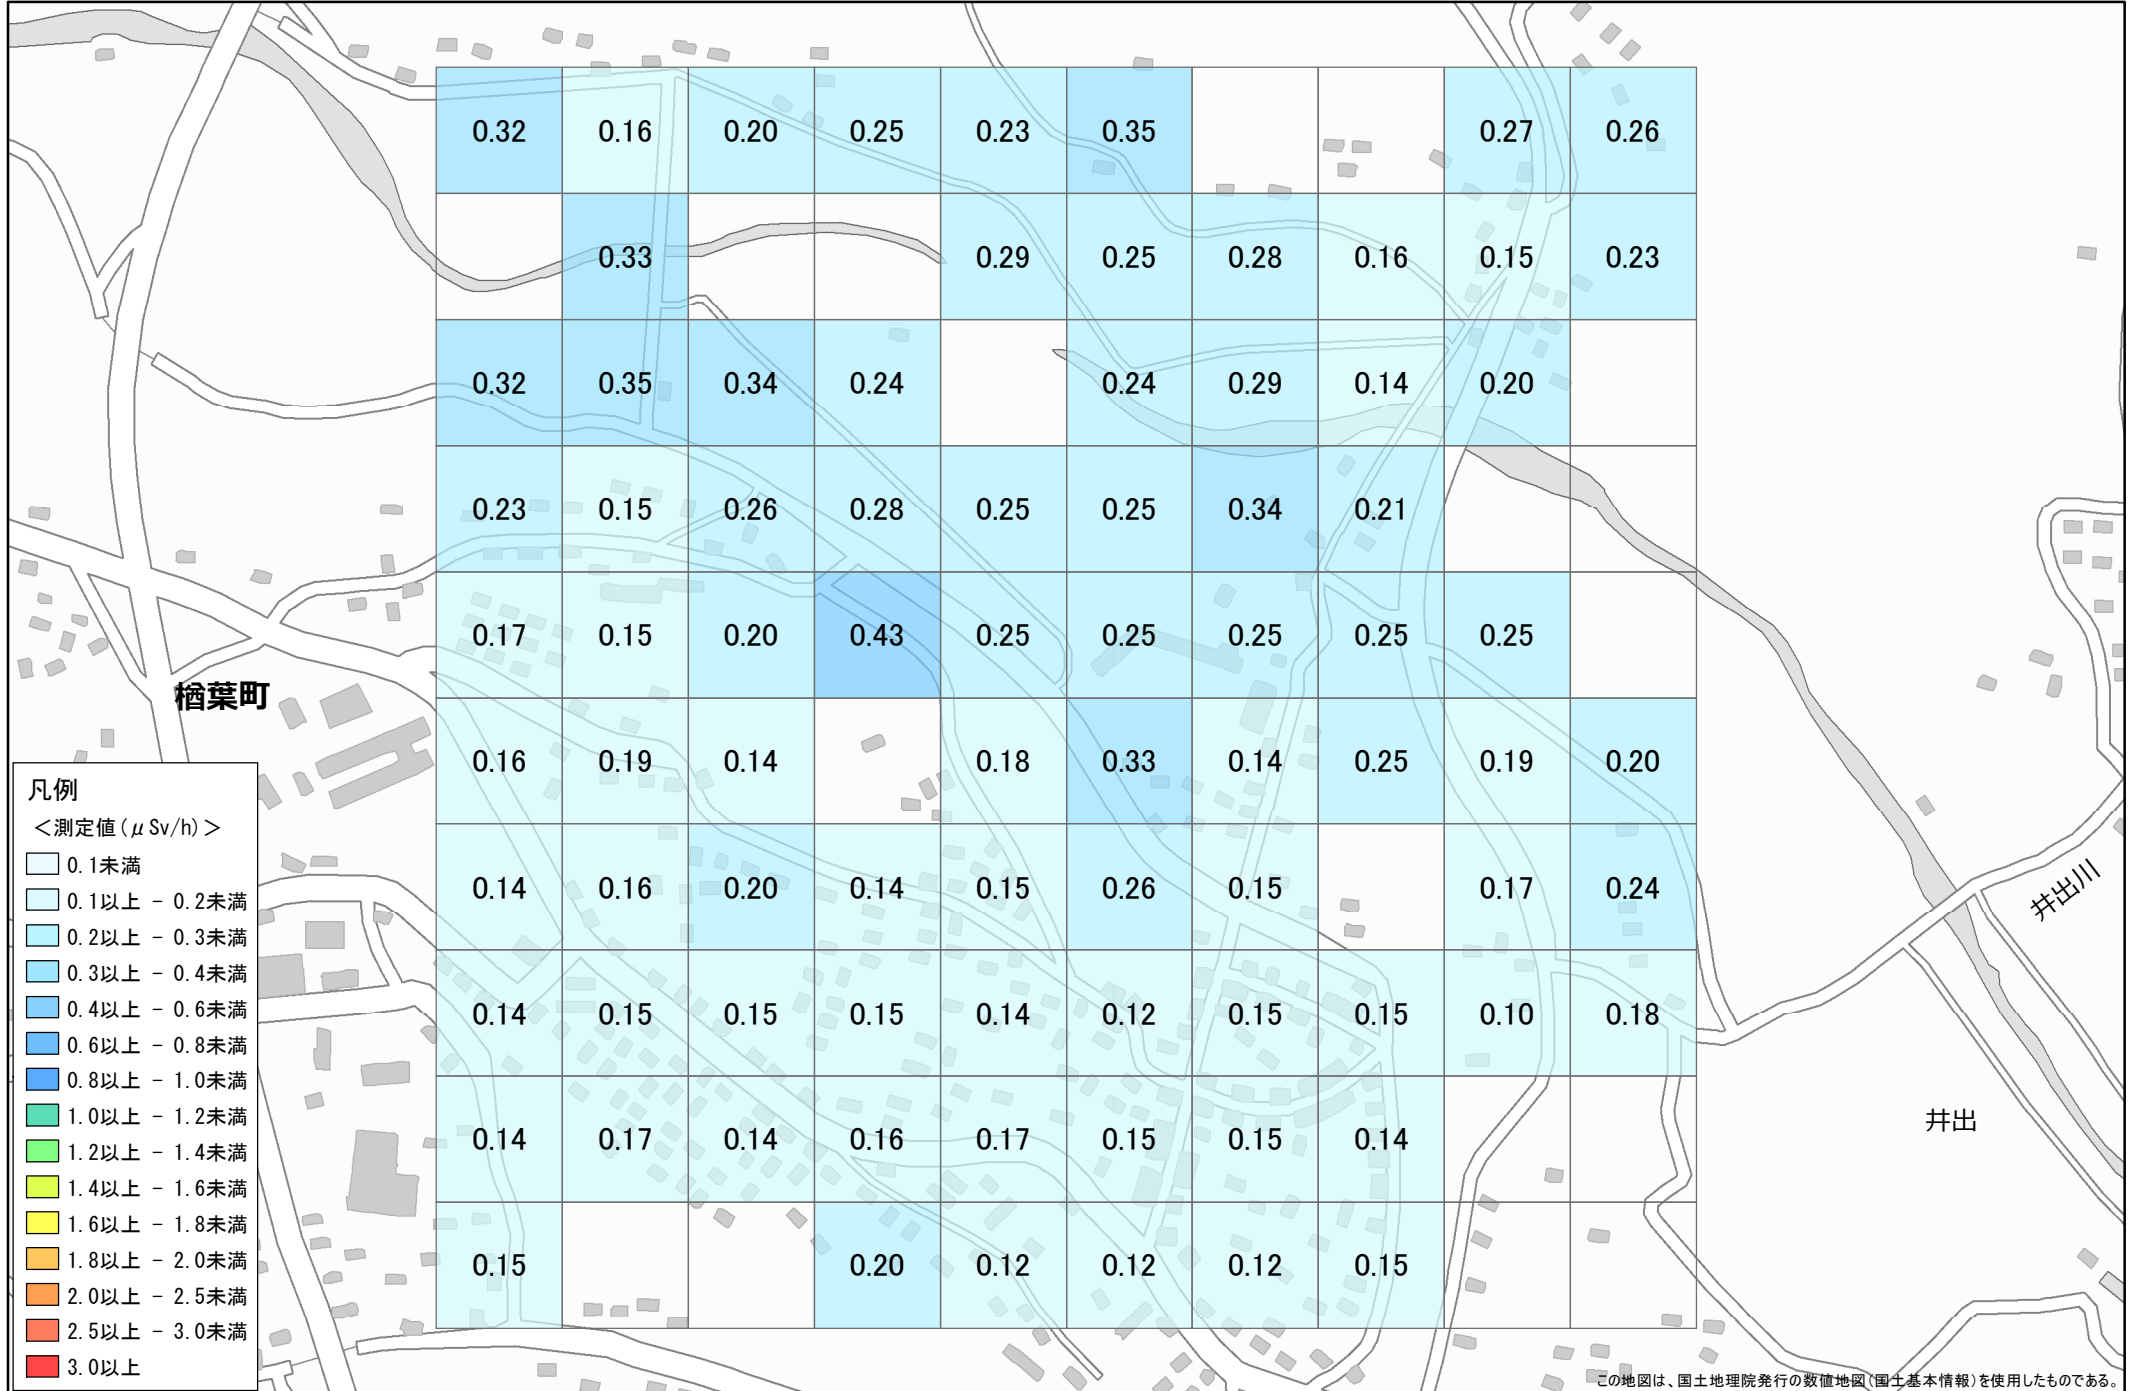 0.32 0.16 0.20 0.25 0.23 0.35 0.27 0.26
0.33 0.29 0.25 0.28 0.16 0.15 0.23
0.32 0.35 0.34 0.24 0.24 0.29 0.14 0.20
0.23 0.15 0.26 0.28 0.25 0.25 0.34 0.21
0.17 0.15 0.20 0.43 0.25 0.25 0.25 0.25 0.25
楢葉町
0.16 0.19 0.14 0.18 0.33 0.14 0.25 0.19 0.20
0.14 0.16 0.20 0.14 0.15 0.26 0.15 0.17 0.24
井出川
0.14 0.15 0.15 0.15 0.14 0.12 0.15 0.15 0.10 0.18
0.14 0.17 0.14 0.16 0.17 0.15 0.15 0.14
井出
0.15 0.20 0.12 0.12 0.12 0.15
凡例
＜測定値(μSv/h)＞
0.1未満
0.1以上 − 0.2未満
0.2以上 − 0.3未満
0.3以上 − 0.4未満
0.4以上 − 0.6未満
0.6以上 − 0.8未満
0.8以上 − 1.0未満
1.0以上 − 1.2未満
1.2以上 − 1.4未満
1.4以上 − 1.6未満
1.6以上 − 1.8未満
1.8以上 − 2.0未満
2.0以上 − 2.5未満
2.5以上 − 3.0未満
3.0以上
この地図は、国土地理院発行の数値地図(国土基本情報)を使用したものである。